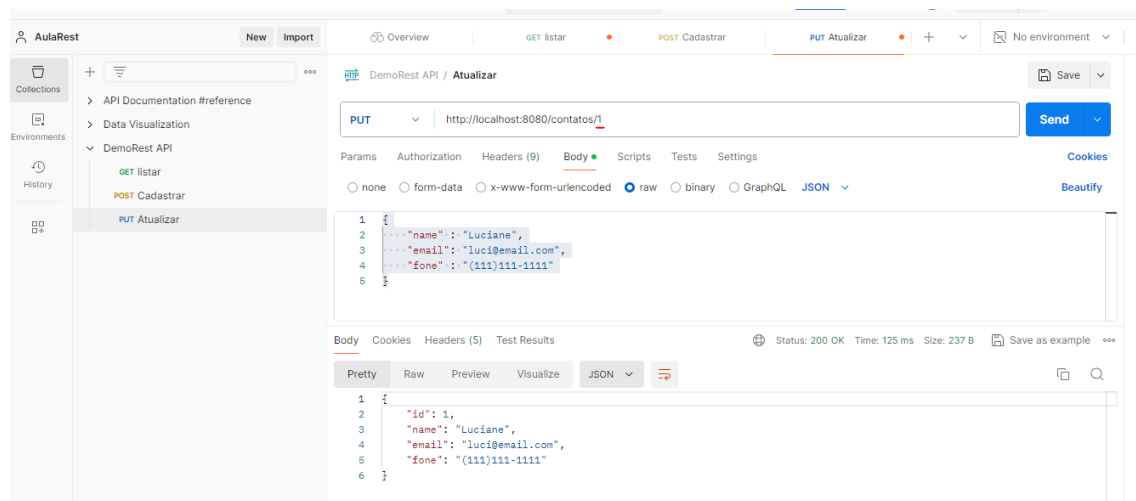 AulaRest New Import Overview GET listar POST Cadastrar PUT Atualizar No environment
Collections
Environments
History
API Documentation #reference
Data Visualization
DemoRest API
GET listar
POST Cadastrar
PUT Atualizar
HTTP DemoRest API / Atualizar Save
PUT http://localhost:8080/contatos/1 Send
Params Authorization Headers (9) Body Scripts Tests Settings Cookies
none form-data x-www-form-urlencoded raw binary GraphQL JSON Beautify
1 {
2 "name" : "Luciane",
3 "email": "luci@email.com",
4 "fone" : "(111)111-1111"
5 }
Body Cookies Headers (5) Test Results Status: 200 OK Time: 125 ms Size: 237 B Save as example
Pretty Raw Preview Visualize JSON
1 {
2 "id": 1,
3 "name": "Luciane",
4 "email": "luci@email.com",
5 "fone": "(111)111-1111"
6 }